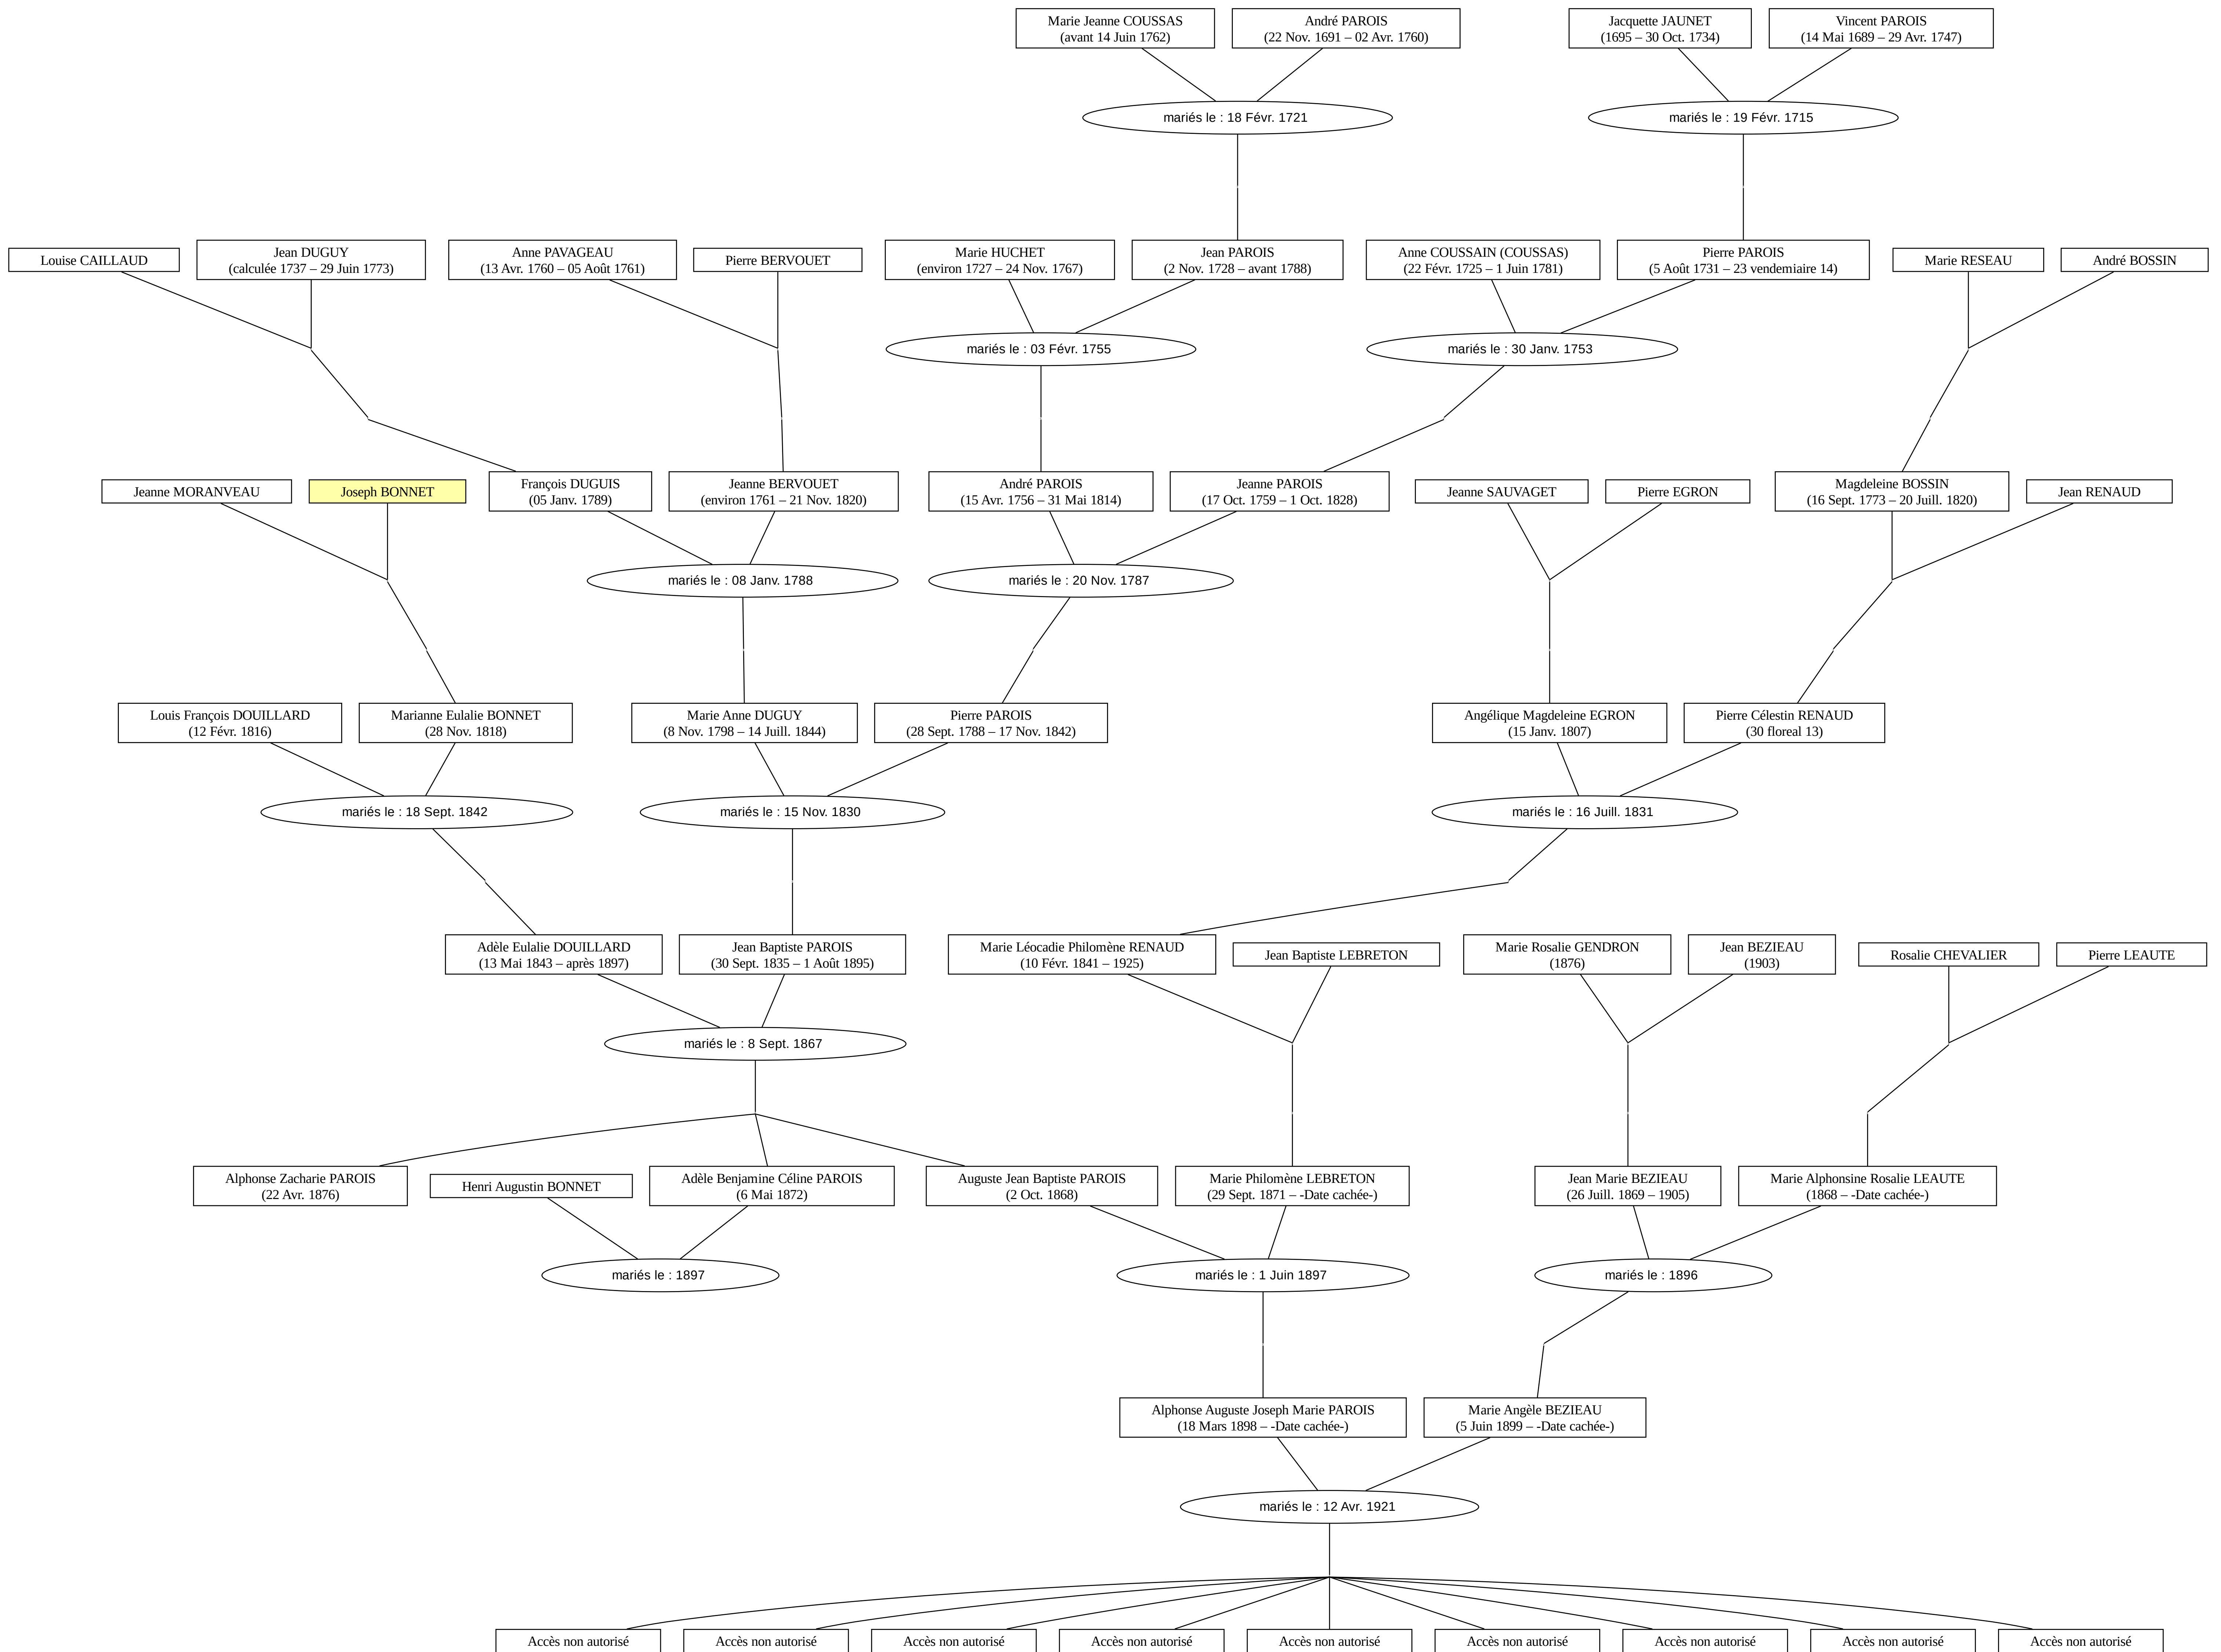 Marie Jeanne COUSSAS
(avant 14 Juin 1762)
André PAROIS
(22 Nov. 1691 – 02 Avr. 1760)
Jacquette JAUNET
(1695 – 30 Oct. 1734)
Vincent PAROIS
(14 Mai 1689 – 29 Avr. 1747)
mariés le : 18 Févr. 1721
mariés le : 19 Févr. 1715
Louise CAILLAUD
Jean DUGUY
(calculée 1737 – 29 Juin 1773)
Anne PAVAGEAU
(13 Avr. 1760 – 05 Août 1761)
Pierre BERVOUET
Marie HUCHET
(environ 1727 – 24 Nov. 1767)
Jean PAROIS
(2 Nov. 1728 – avant 1788)
Anne COUSSAIN (COUSSAS)
(22 Févr. 1725 – 1 Juin 1781)
Pierre PAROIS
(5 Août 1731 – 23 vendemiaire 14)
Marie RESEAU
André BOSSIN
mariés le : 03 Févr. 1755
mariés le : 30 Janv. 1753
Jeanne MORANVEAU
Joseph BONNET
François DUGUIS
(05 Janv. 1789)
Jeanne BERVOUET
(environ 1761 – 21 Nov. 1820)
André PAROIS
(15 Avr. 1756 – 31 Mai 1814)
Jeanne PAROIS
(17 Oct. 1759 – 1 Oct. 1828)
Jeanne SAUVAGET
Pierre EGRON
Magdeleine BOSSIN
(16 Sept. 1773 – 20 Juill. 1820)
Jean RENAUD
mariés le : 08 Janv. 1788
mariés le : 20 Nov. 1787
Louis François DOUILLARD
(12 Févr. 1816)
Marianne Eulalie BONNET
(28 Nov. 1818)
Marie Anne DUGUY
(8 Nov. 1798 – 14 Juill. 1844)
Pierre PAROIS
(28 Sept. 1788 – 17 Nov. 1842)
Angélique Magdeleine EGRON
(15 Janv. 1807)
Pierre Célestin RENAUD
(30 floreal 13)
mariés le : 18 Sept. 1842
mariés le : 15 Nov. 1830
mariés le : 16 Juill. 1831
Adèle Eulalie DOUILLARD
(13 Mai 1843 – après 1897)
Jean Baptiste PAROIS
(30 Sept. 1835 – 1 Août 1895)
Marie Léocadie Philomène RENAUD
(10 Févr. 1841 – 1925)
Jean Baptiste LEBRETON
Marie Rosalie GENDRON
(1876)
Jean BEZIEAU
(1903)
Rosalie CHEVALIER
Pierre LEAUTE
mariés le : 8 Sept. 1867
Alphonse Zacharie PAROIS
(22 Avr. 1876)
Henri Augustin BONNET
Adèle Benjamine Céline PAROIS
(6 Mai 1872)
Auguste Jean Baptiste PAROIS
(2 Oct. 1868)
Marie Philomène LEBRETON
(29 Sept. 1871 – -Date cachée-)
Jean Marie BEZIEAU
(26 Juill. 1869 – 1905)
Marie Alphonsine Rosalie LEAUTE
(1868 – -Date cachée-)
mariés le : 1897
mariés le : 1 Juin 1897
mariés le : 1896
Alphonse Auguste Joseph Marie PAROIS
(18 Mars 1898 – -Date cachée-)
Marie Angèle BEZIEAU
(5 Juin 1899 – -Date cachée-)
mariés le : 12 Avr. 1921
Accès non autorisé
Accès non autorisé
Accès non autorisé
Accès non autorisé
Accès non autorisé
Accès non autorisé
Accès non autorisé
Accès non autorisé
Accès non autorisé